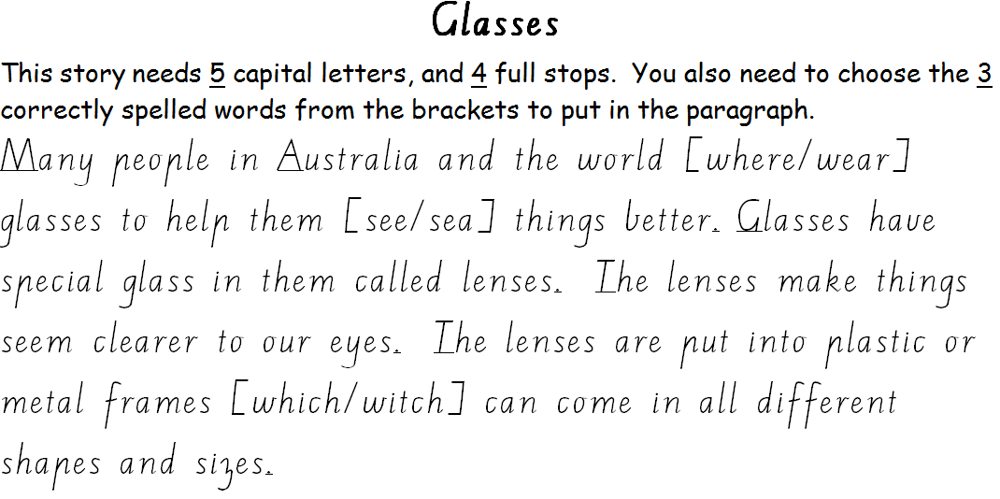 Glasses
This story needs 5 capital letters, and 4 full stops.  You also need to choose the 3
correctly spelled words from the brackets to put in the paragraph.
Many people in Australia and the world [where/wear]
glasses to help them [see/sea] things better. Glasses have
special glass in them called lenses.  The lenses make things
seem clearer to our eyes.  The lenses are put into plastic or
metal frames [which/witch] can come in all different
shapes and sizes.